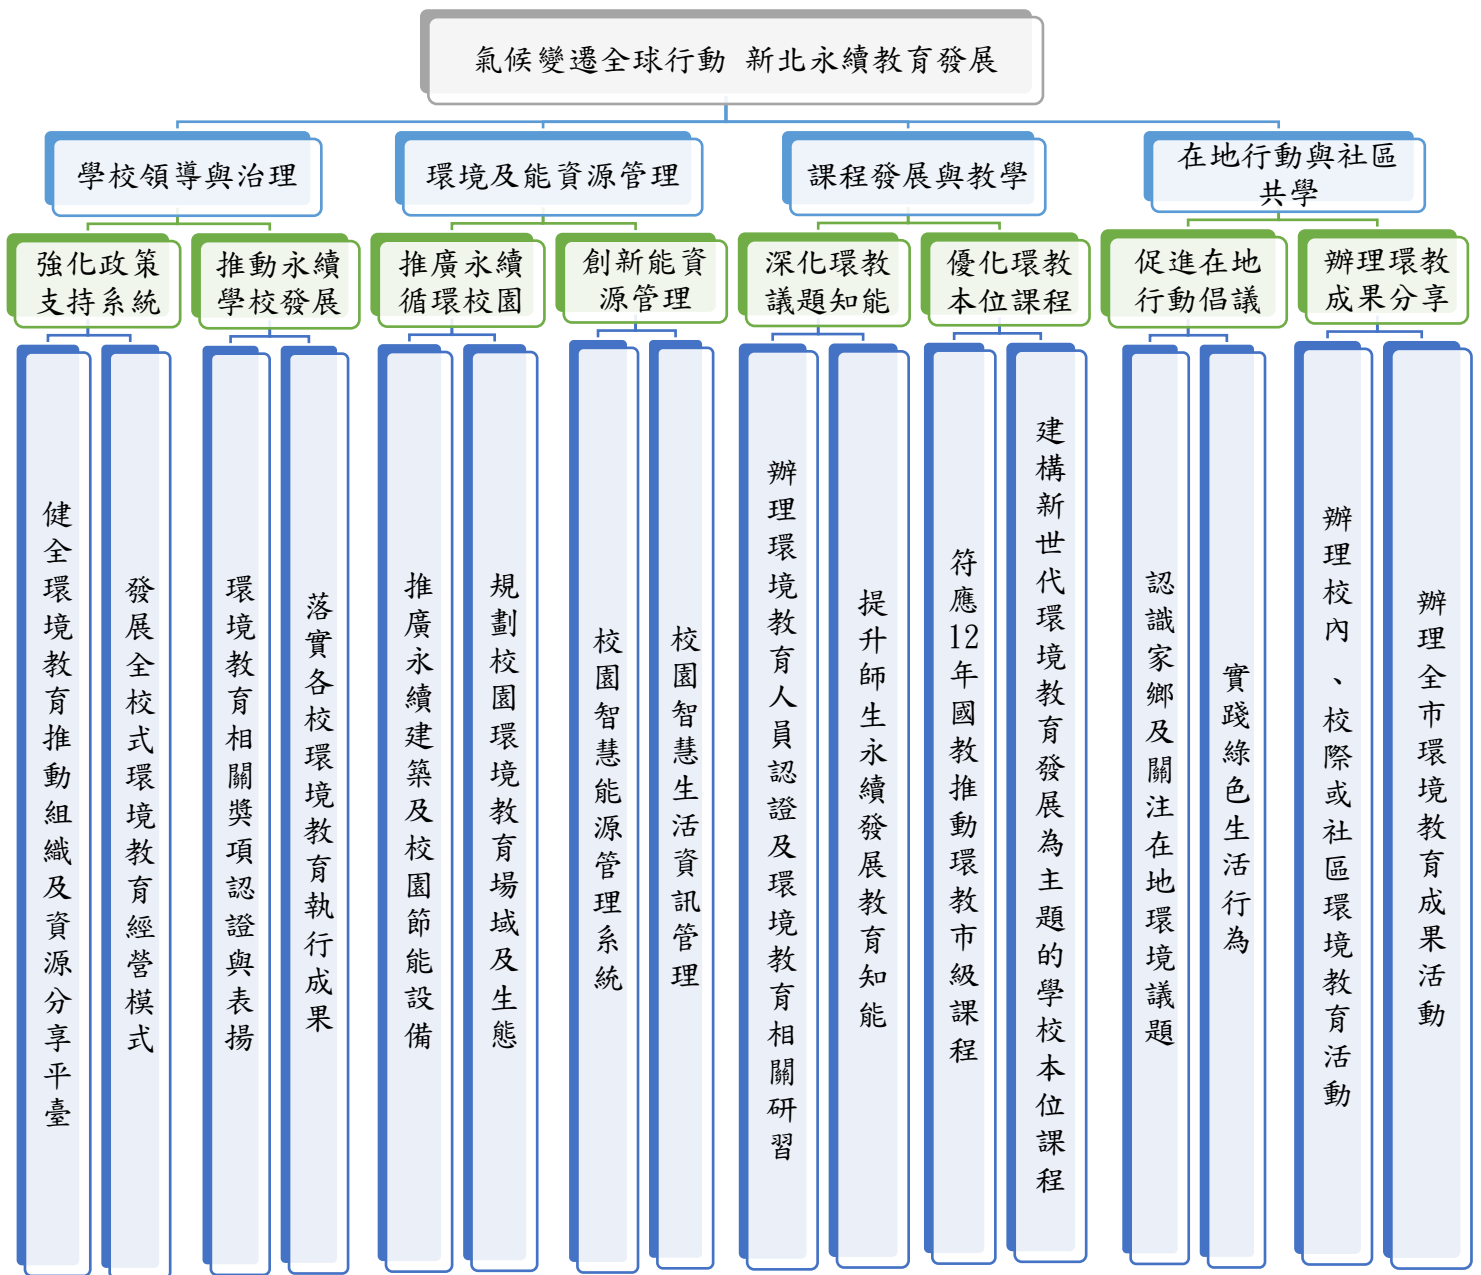 氣候變遷全球行動 新北永續教育發展
學校領導與治理
環境及能資源管理
課程發展與教學
在地行動與社區
共學
強化政策
支持系統
推動永續
學校發展
推廣永續
循環校園
創新能資
源管理
深化環教
議題知能
優化環教
本位課程
促進在地
行動倡議
辦理環教
成果分享
健全環境教育推動組織及資源分享平臺
發展全校式環境教育經營模式
環境教育相關獎項認證與表揚
落實各校環境教育執行成果
推廣永續建築及校園節能設備
規劃校園環境教育場域及生態
校園智慧能源管理系統
校園智慧生活資訊管理
辦理環境教育人員認證及環境教育相關研習
提升師生永續發展教育知能
符應12年國教推動環教市級課程
建構新世代環境教育發展為主題的學校本位課程
認識家鄉及關注在地環境議題
實踐綠色生活行為
辦理校內、校際或社區環境教育活動
辦理全市環境教育成果活動